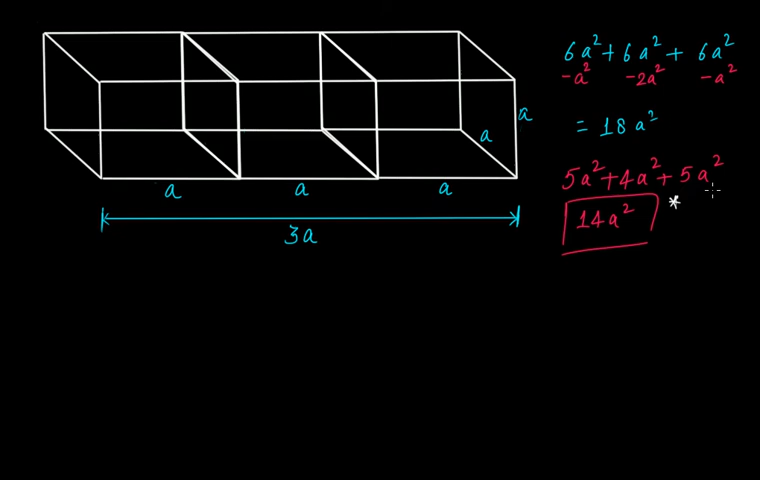 6a² + 6a² + 6a²
-a² -2a² -a²
= 18a²
5a² + 4a² + 5a²
14a² *
a
a
a a a
3a